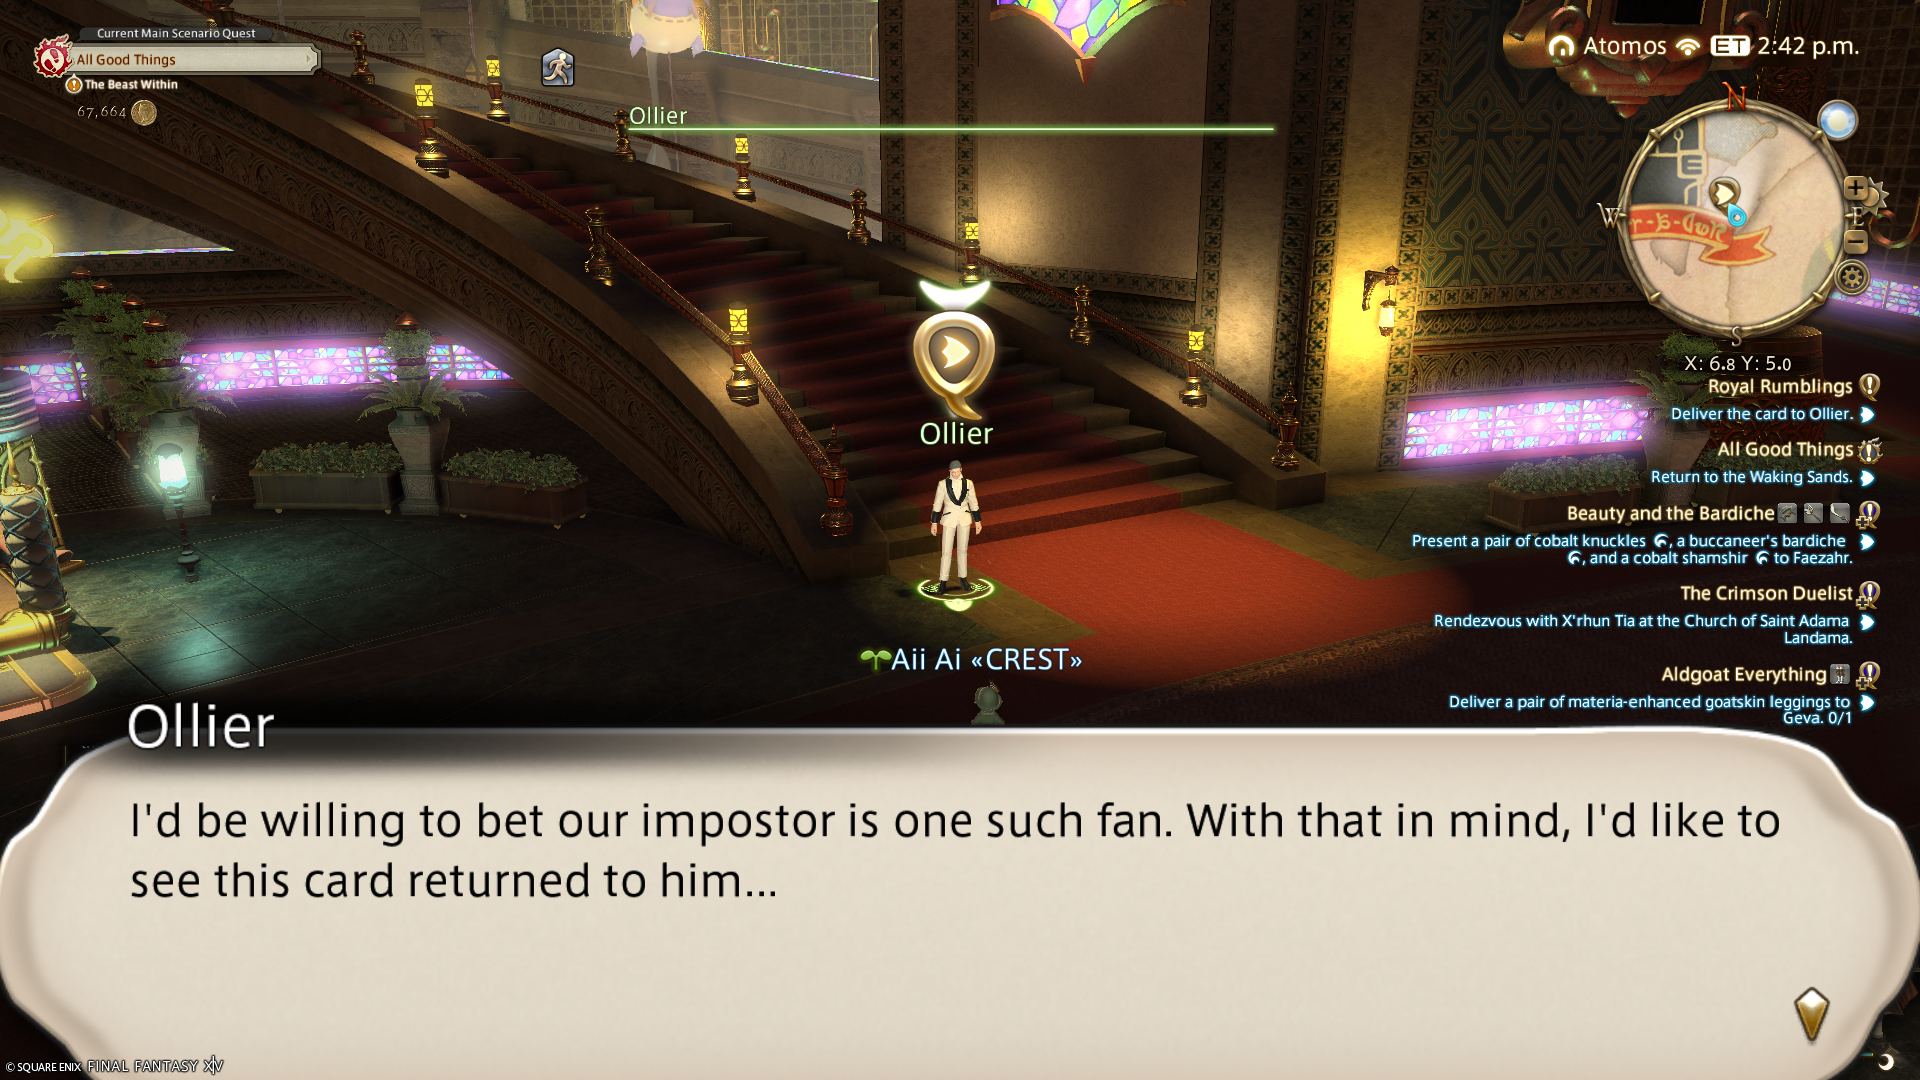 Current Main Scenario Quest
All Good Things
The Beast Within
67,664
Ollier
Atomos ET 2:42 p.m.
N
W
E
S
X: 6.8 Y: 5.0
Royal Rumblings
Deliver the card to Ollier.
All Good Things
Return to the Waking Sands.
Beauty and the Bardiche
Present a pair of cobalt knuckles, a buccaneer's bardiche
, and a cobalt shamshir to Faezahr.
The Crimson Duelist
Rendezvous with X'rhun Tia at the Church of Saint Adama
Landama.
Aldgoat Everything
Deliver a pair of materia-enhanced goatskin leggings to
Geva. 0/1
Ollier
Aii Ai «CREST»
Ollier
I'd be willing to bet our impostor is one such fan. With that in mind, I'd like to
see this card returned to him...
© SQUARE ENIX FINAL FANTASY XIV